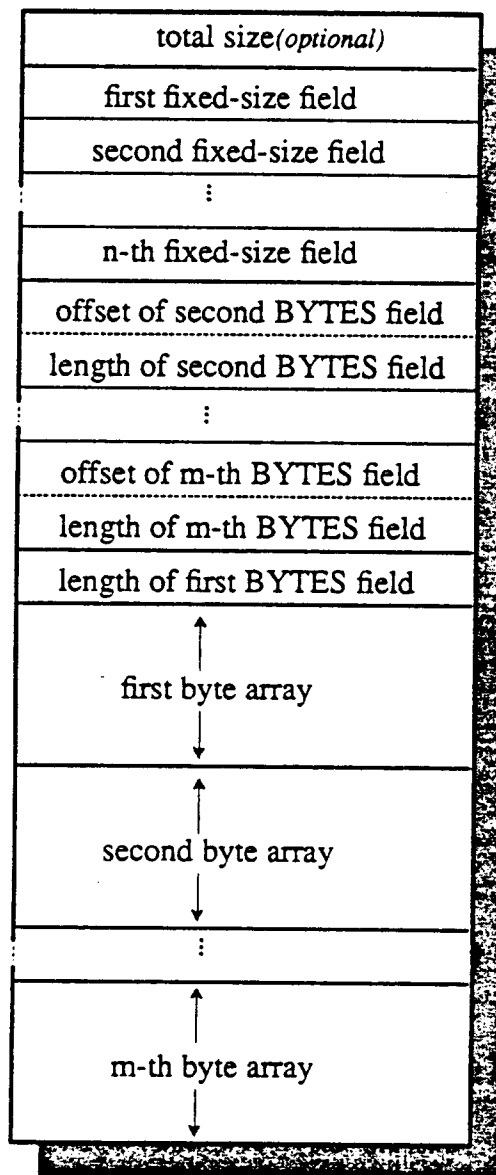 total size(optional)
first fixed-size field
second fixed-size field
⋮
n-th fixed-size field
offset of second BYTES field
length of second BYTES field
⋮
offset of m-th BYTES field
length of m-th BYTES field
length of first BYTES field
first byte array
second byte array
⋮
m-th byte array